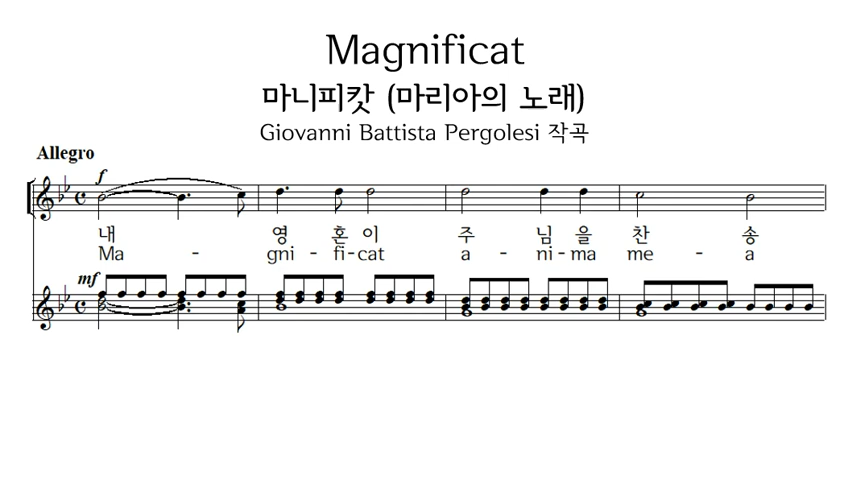 Magnificat
마니피캇 (마리아의 노래)
Giovanni Battista Pergolesi 작곡
Allegro
f
내 영 혼 이 주 님 을 찬 송
Ma - gni - fi - cat a - ni - ma me - a
mf